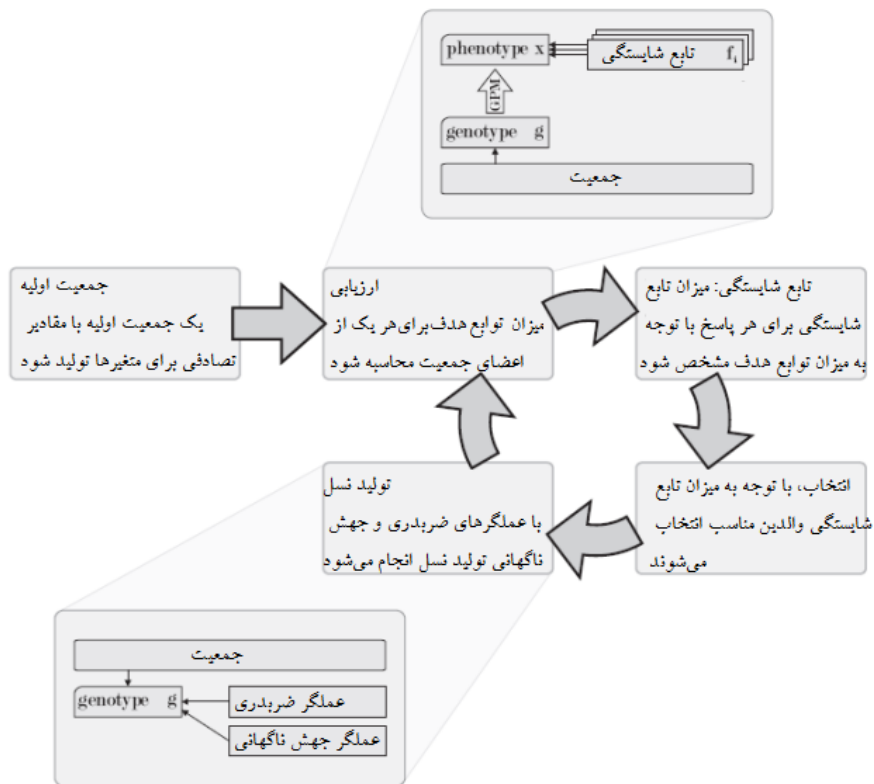 phenotype x
تابع شایستگی f_i
GPM
genotype g
جمعیت
جمعیت اولیه
یک جمعیت اولیه با مقادیر
تصادفی برای متغیرها تولید شود
ارزیابی
میزان توابع هدف‌برای‌هر یک از
اعضای جمعیت محاسبه شود
تابع شایستگی: میزان تابع
شایستگی برای هر پاسخ با توجه
به میزان توابع هدف مشخص شود
انتخاب، با توجه به میزان تابع
شایستگی والدین مناسب انتخاب
می‌شوند
تولید نسل
با عملگرهای ضربدری و جهش
ناگهانی تولید نسل انجام می‌شود
جمعیت
genotype g
عملگر ضربدری
عملگر جهش ناگهانی